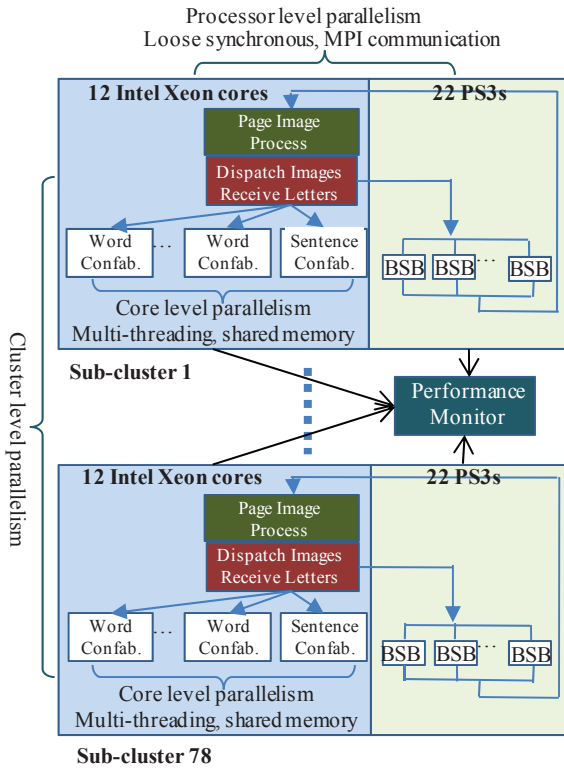 Processor level parallelism
Loose synchronous, MPI communication
12 Intel Xeon cores
22 PS3s
Page Image
Process
Dispatch Images
Receive Letters
Word
Confab.
...
Word
Confab.
Sentence
Confab.
BSB
BSB
...
BSB
Core level parallelism
Multi-threading, shared memory
Sub-cluster 1
Cluster level parallelism
Performance
Monitor
12 Intel Xeon cores
22 PS3s
Page Image
Process
Dispatch Images
Receive Letters
Word
Confab.
...
Word
Confab.
Sentence
Confab.
BSB
BSB
...
BSB
Core level parallelism
Multi-threading, shared memory
Sub-cluster 78